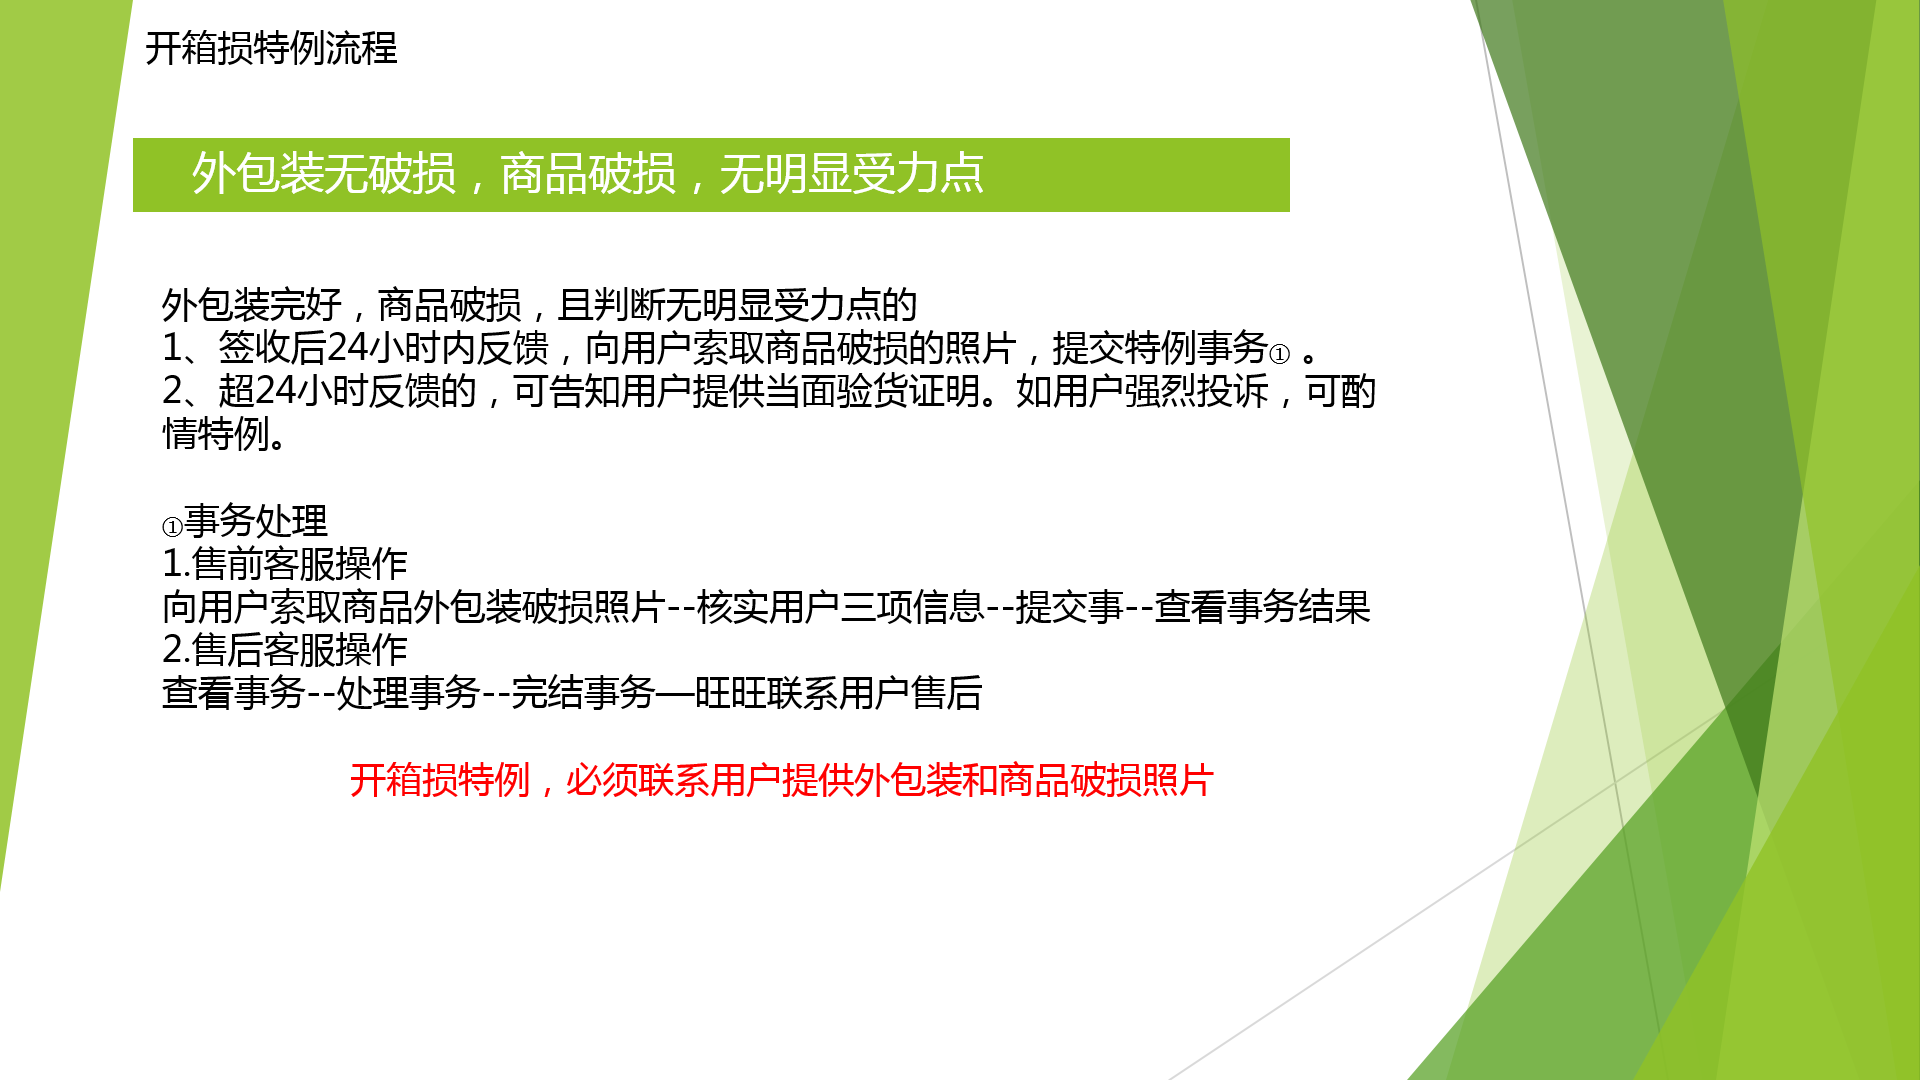 开箱损特例流程
外包装无破损，商品破损，无明显受力点
外包装完好，商品破损，且判断无明显受力点的
1、签收后24小时内反馈，向用户索取商品破损的照片，提交特例事务① 。
2、超24小时反馈的，可告知用户提供当面验货证明。如用户强烈投诉，可酌
情特例。
①事务处理
1.售前客服操作
向用户索取商品外包装破损照片--核实用户三项信息--提交事--查看事务结果
2.售后客服操作
查看事务--处理事务--完结事务—旺旺联系用户售后
开箱损特例，必须联系用户提供外包装和商品破损照片